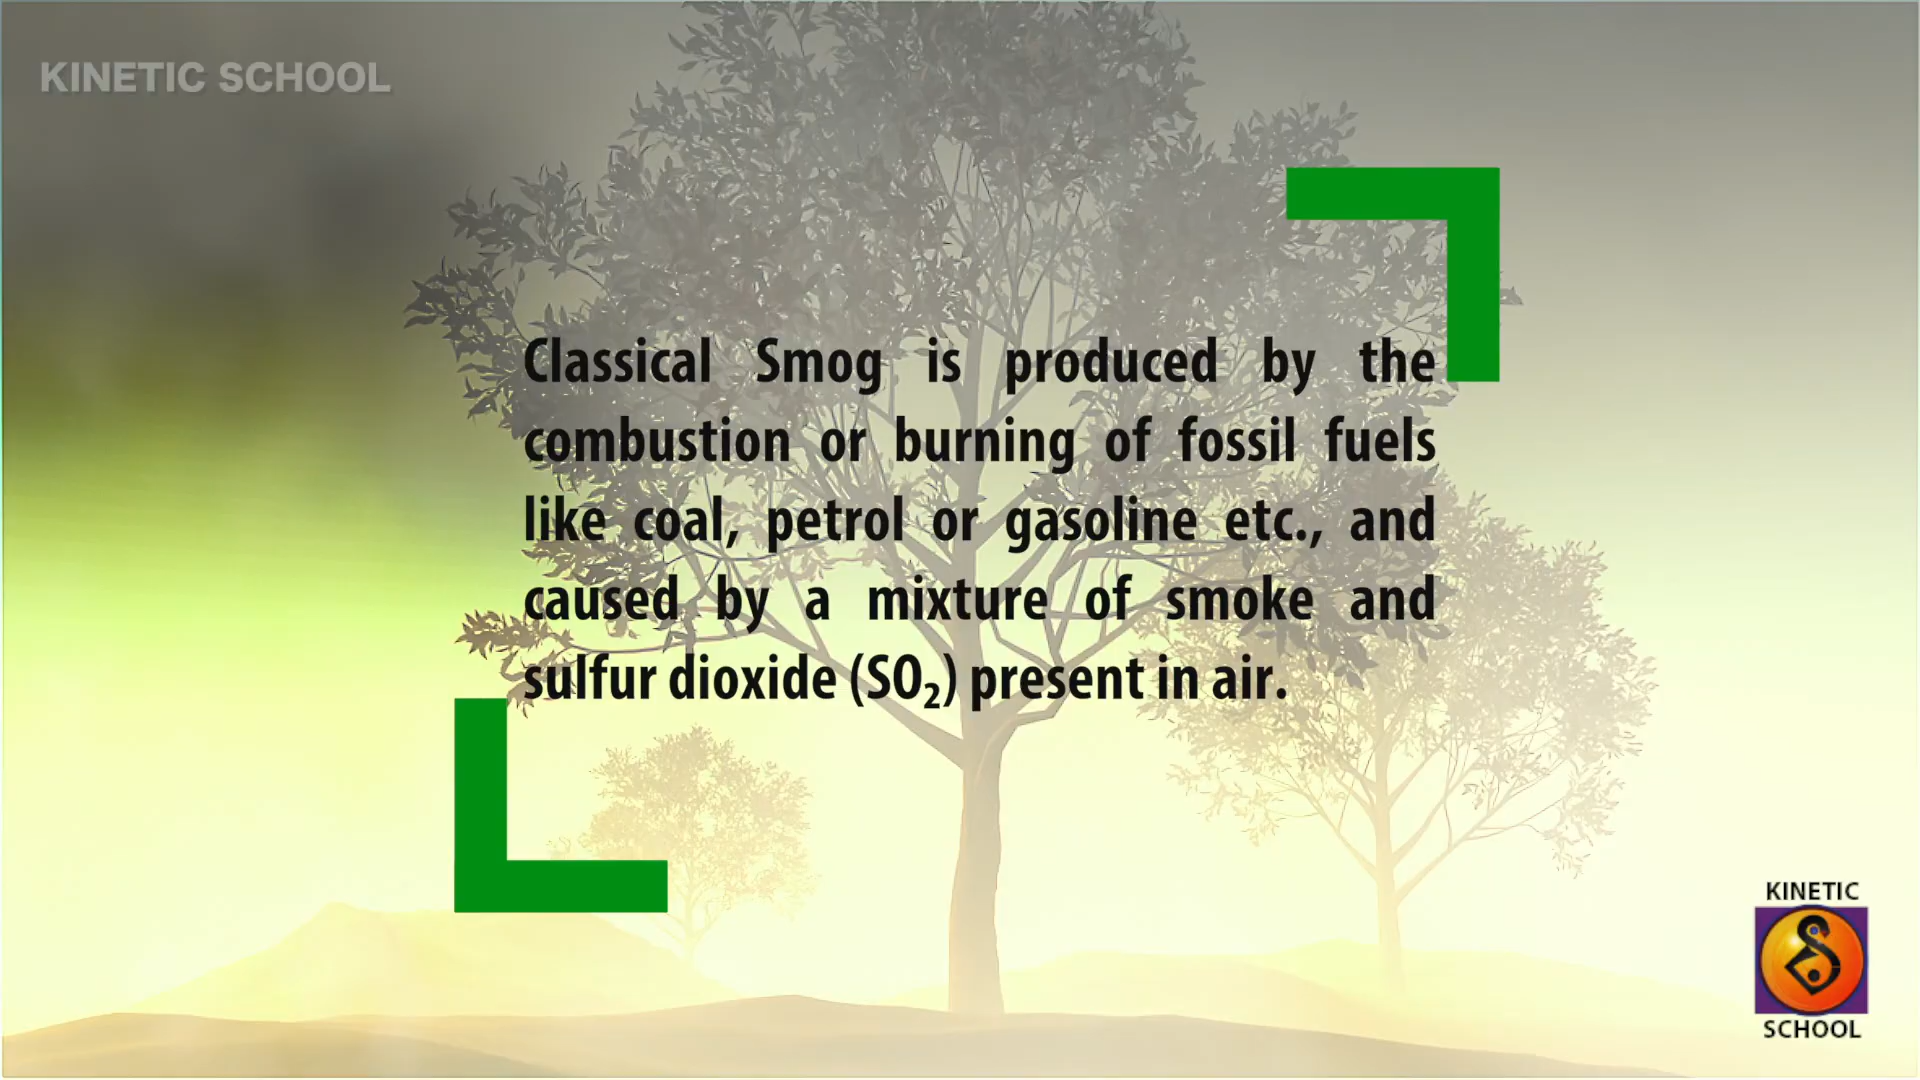 KINETIC SCHOOL
Classical Smog is produced by the
combustion or burning of fossil fuels
like coal, petrol or gasoline etc., and
caused by a mixture of smoke and
sulfur dioxide (SO₂) present in air.
KINETIC
SCHOOL